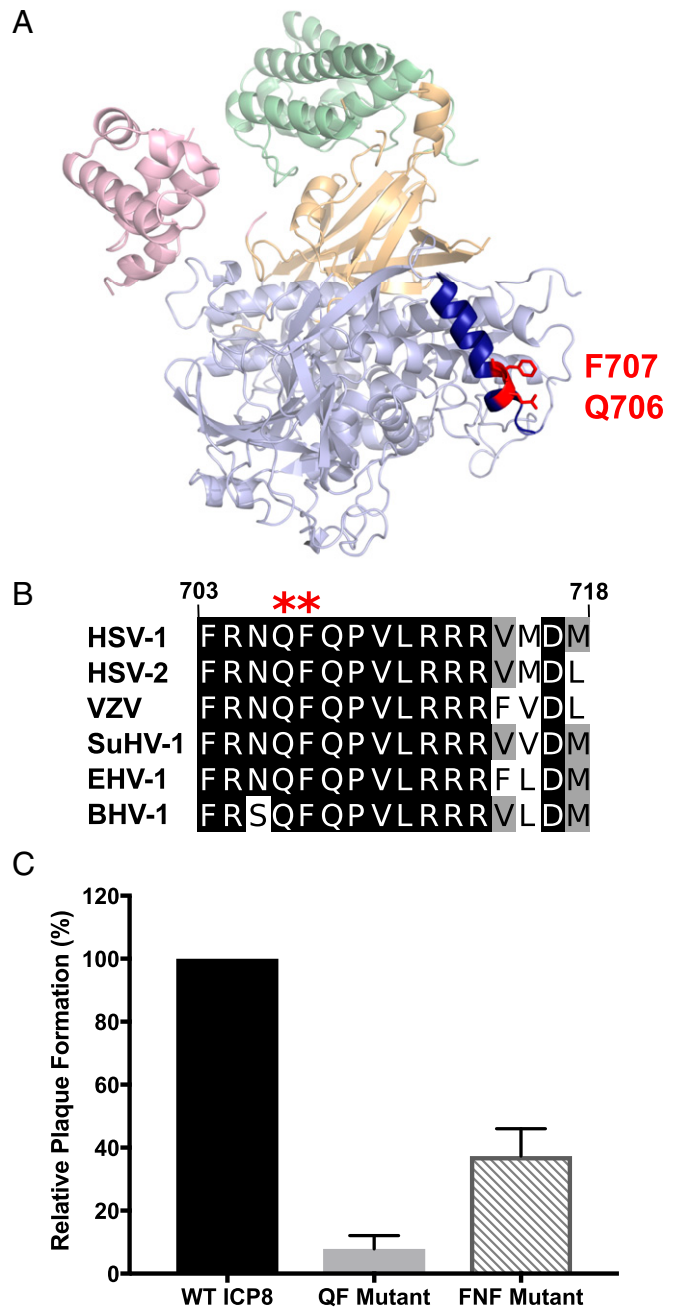 A
F707
Q706
B
703 ** 718
HSV-1 FRNQFQPVLRRRVMDM
HSV-2 FRNQFQPVLRRRVMDL
VZV FRNQFQPVLRRRFVDL
SuHV-1 FRNQFQPVLRRRVVDM
EHV-1 FRNQFQPVLRRRFLDM
BHV-1 FRSQFQPVLRRRVLDM
C
Relative Plaque Formation (%)
120
100
80
60
40
20
0
WT ICP8 QF Mutant FNF Mutant